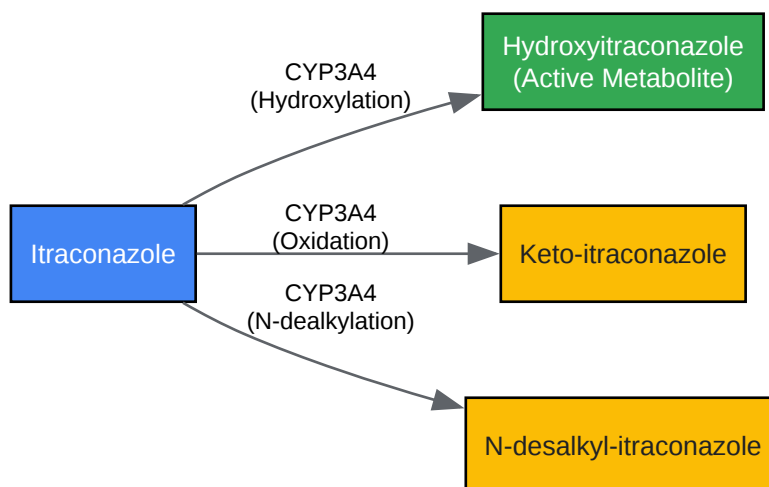 Hydroxyitraconazole
(Active Metabolite)
CYP3A4
(Hydroxylation)
Itraconazole
CYP3A4
(Oxidation)
Keto-itraconazole
CYP3A4
(N-dealkylation)
N-desalkyl-itraconazole